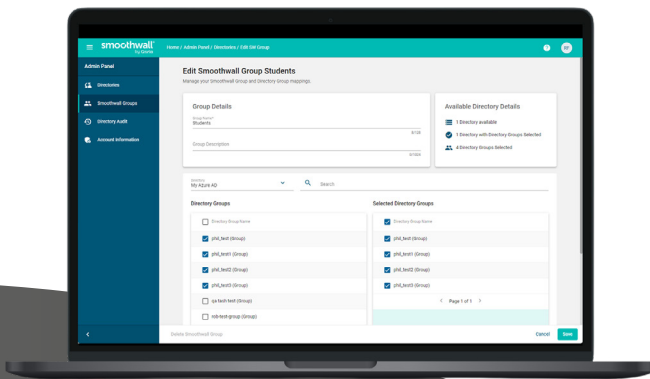 smoothwall
by Qoria
Home / Admin Panel / Directories / Edit SW Group
Admin Panel
Directories
Smoothwall Groups
Directory Audit
Account Information
Edit Smoothwall Group Students
Manage your Smoothwall Group and Directory Group mappings.
Group Details
Group Name*
Students
Group Description
Available Directory Details
1 Directory available
1 Directory with Directory Groups Selected
4 Directory Groups Selected
Directory
My Azure AD
Search
Directory Groups
Directory Group Name
phil_test (Group)
phil_test1 (Group)
phil_test2 (Group)
phil_test3 (Group)
qa tash test (Group)
Selected Directory Groups
Directory Group Name
phil_test (Group)
phil_test1 (Group)
phil_test2 (Group)
phil_test3 (Group)
Page 1 of 1
Delete Smoothwall Group
Cancel
Save